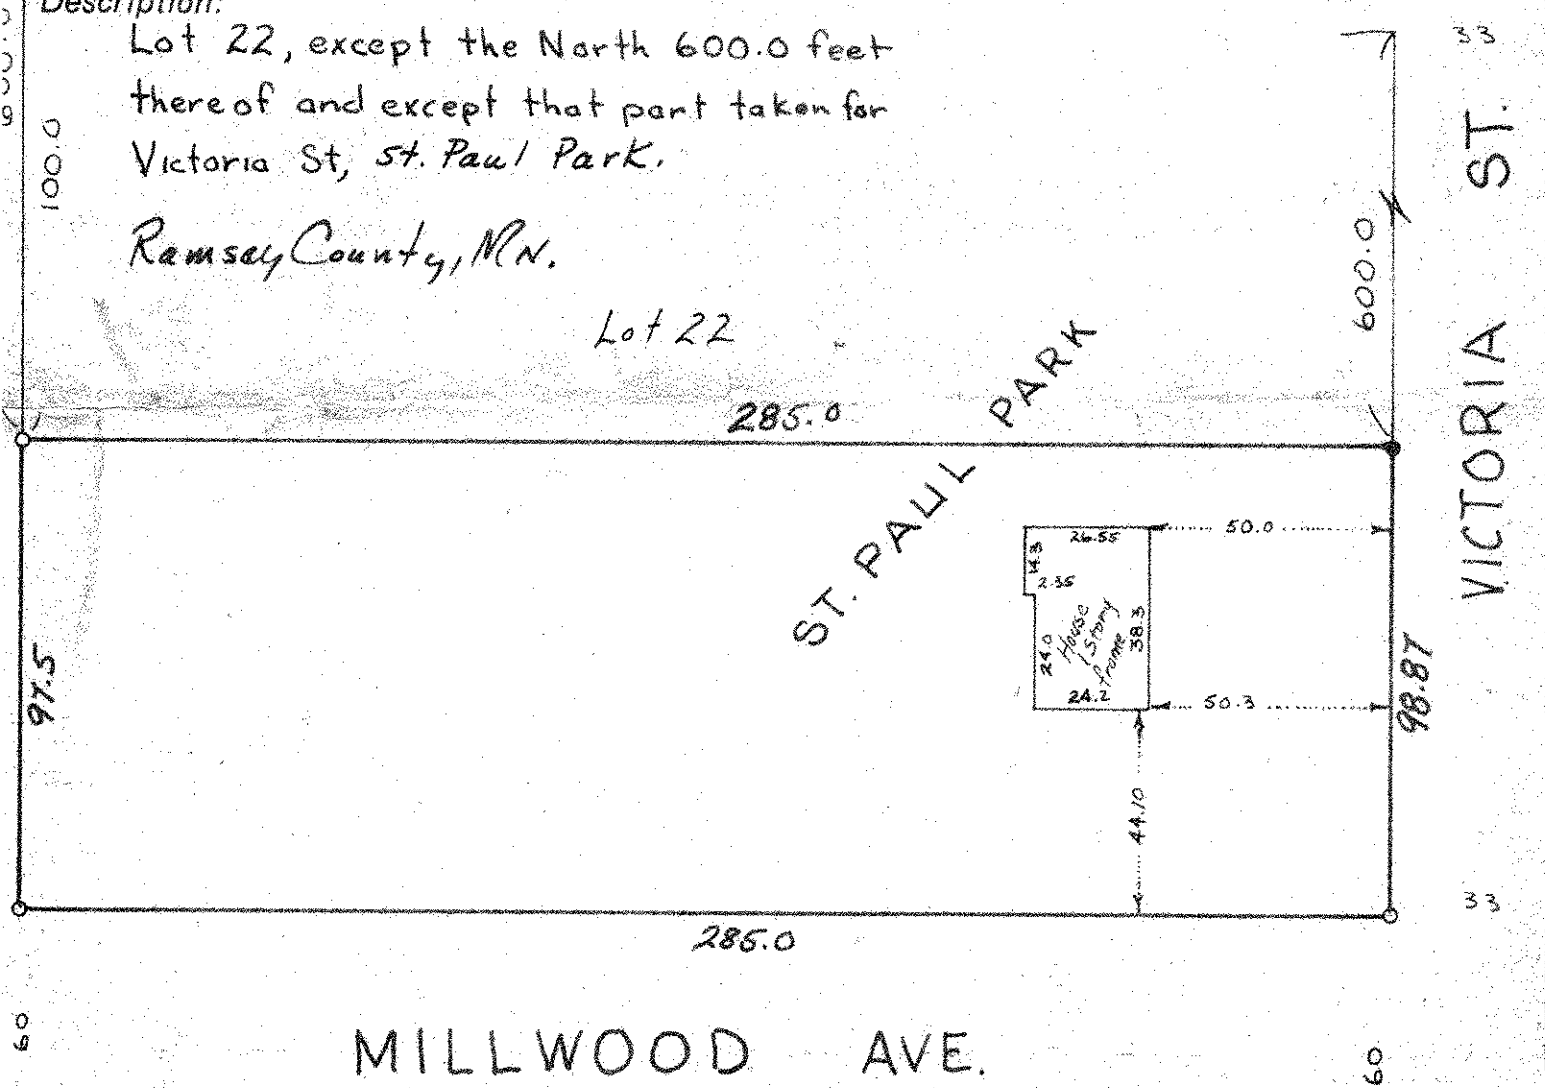 Description:
Lot 22, except the North 600.0 feet
thereof and except that part taken for
Victoria St, St. Paul Park.
Ramsey County, MN.
Lot 22
100.0
600.0
33
VICTORIA ST.
285.0
ST. PAUL PARK
26.55
14.3
2.35
24.0
House
1 Story
frame
38.3
24.2
50.0
50.3
44.10
97.5
98.87
285.0
33
60
MILLWOOD AVE.
60